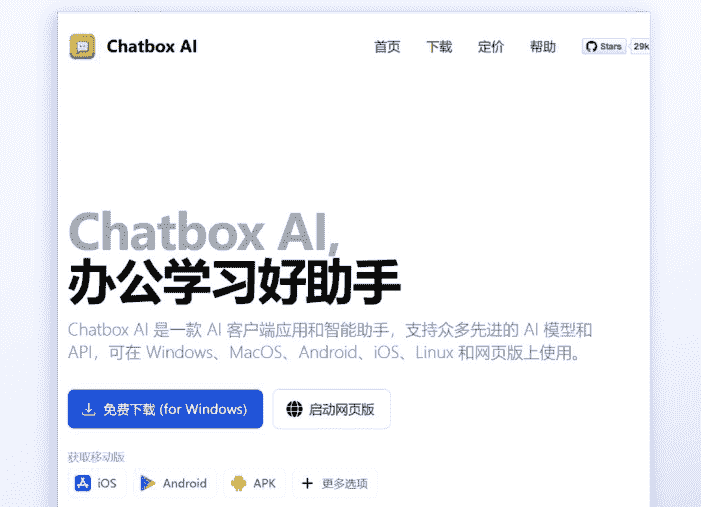 Chatbox AI 首页 下载 定价 帮助 Stars 29k
Chatbox AI,
办公学习好助手
Chatbox AI 是一款 AI 客户端应用和智能助手，支持众多先进的 AI 模型和
API，可在 Windows、MacOS、Android、iOS、Linux 和网页版上使用。
免费下载 (for Windows) 启动网页版
获取移动版
iOS Android APK 更多选项